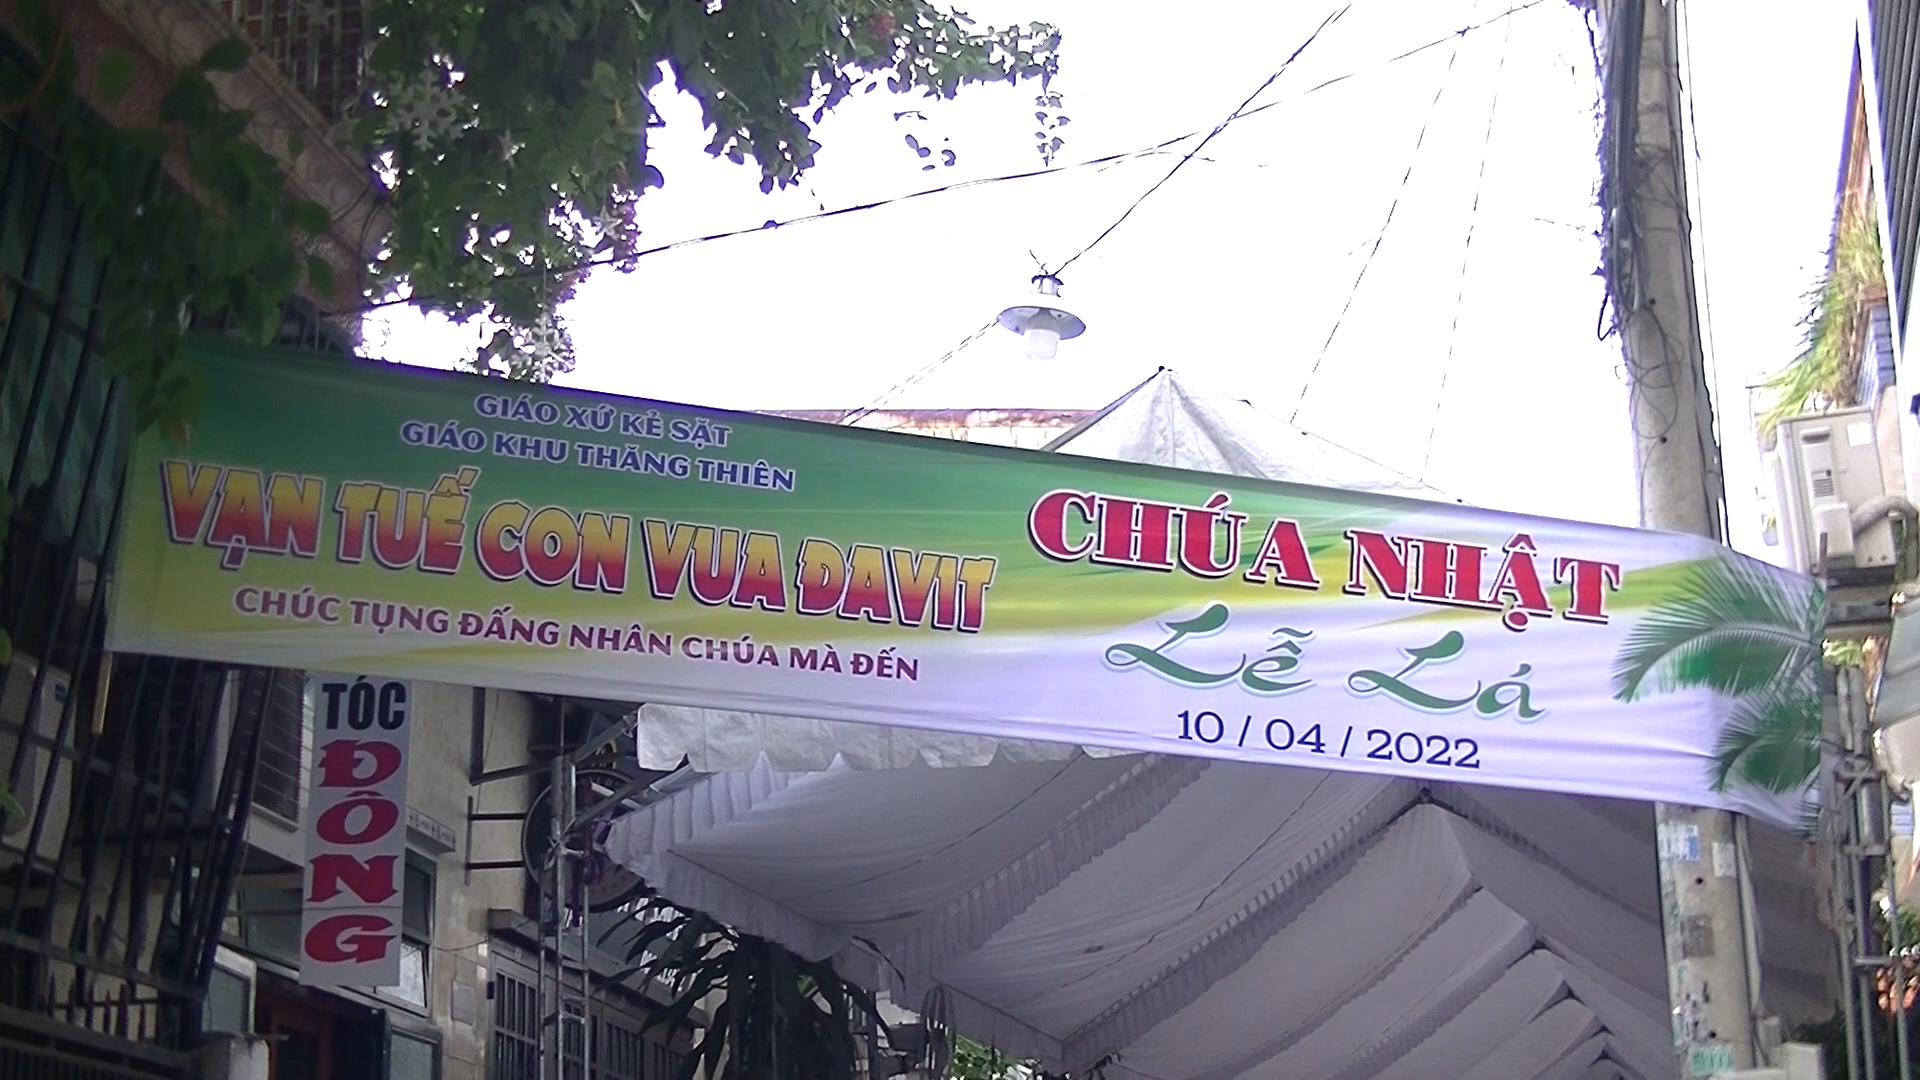 GIÁO XỨ KẺ SẶT
GIÁO KHU THĂNG THIÊN
VẠN TUẾ CON VUA ĐAVIT
CHÚC TỤNG ĐẤNG NHÂN CHÚA MÀ ĐẾN
CHÚA NHẬT
Lễ Lá
10 / 04 / 2022
TÓC
ĐÔNG